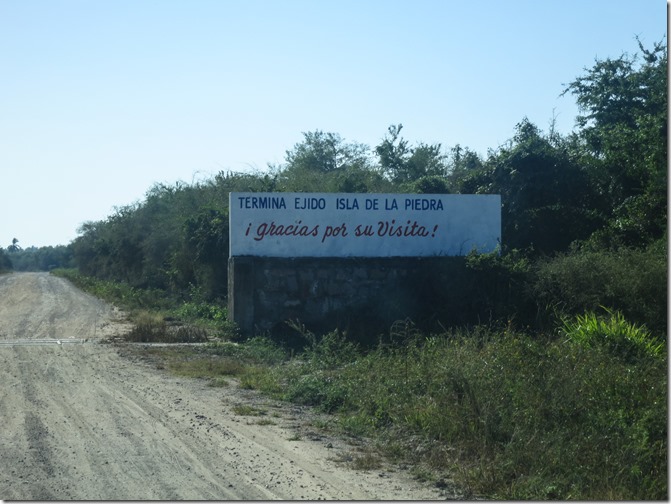 TERMINA EJIDO ISLA DE LA PIEDRA
¡gracias por su Visita!